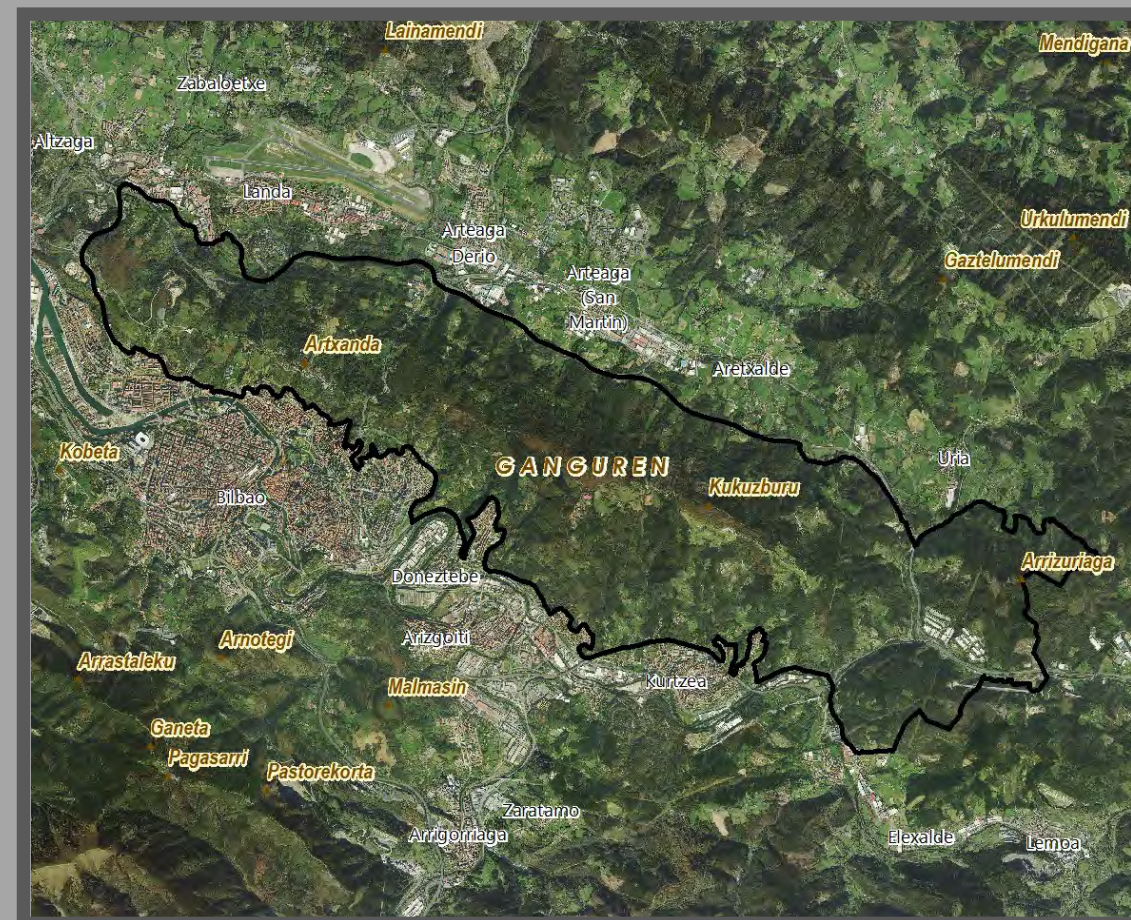 Lainamendi
Mendigana
Zabaloetxe
Altzaga
Landa
Urkulumendi
Arteaga
Derio
Gaztelumendi
Arteaga
(San
Martin)
Artxanda
Aretxalde
Kobeta
Uria
GANGUREN
Kukuzburu
Bilbao
Arrizuriaga
Doneztebe
Arnotegi
Arizgoiti
Arrastaleku
Kurtzea
Malmasin
Ganeta
Pagasarri
Pastorekorta
Zaratamo
Arrigorriaga
Elexalde
Lemoa